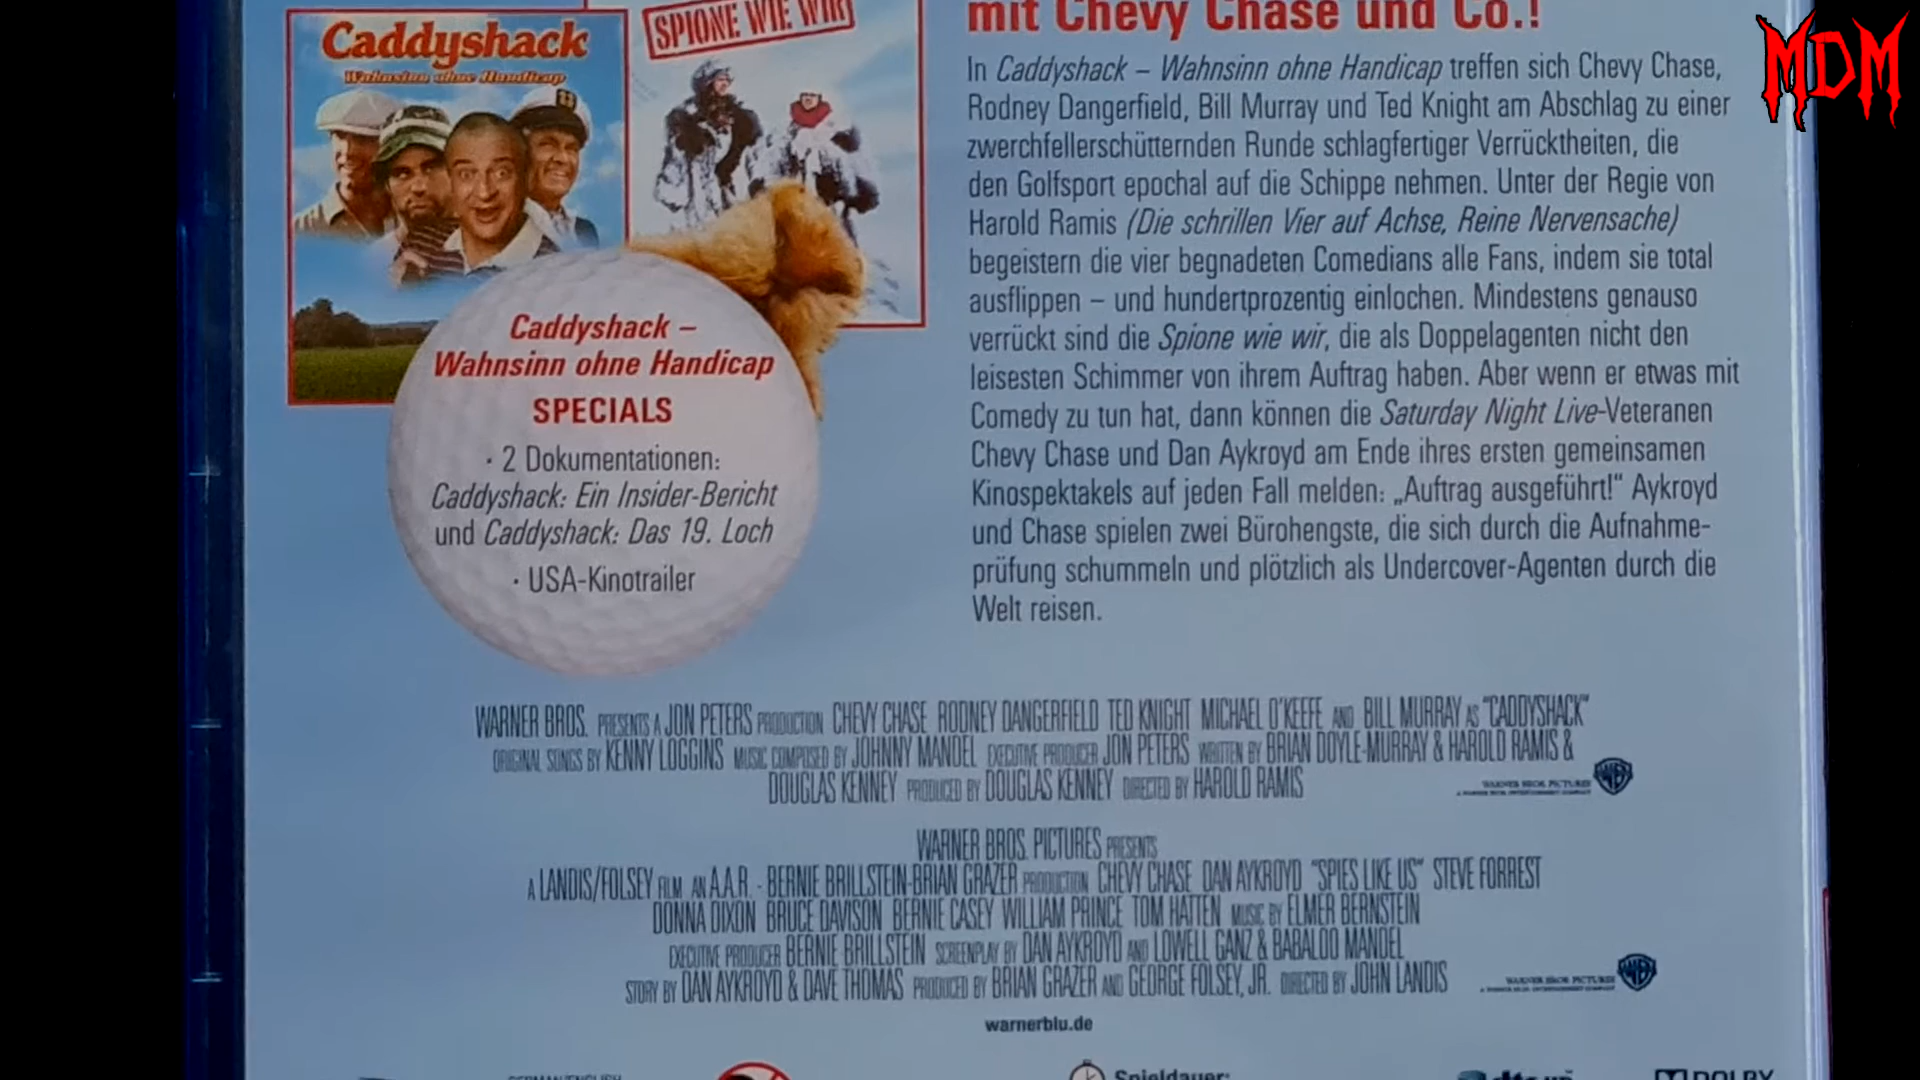 mit Chevy Chase und Co.!
MDM
Caddyshack
Wahnsinn ohne Handicap
SPIONE WIE WIR
In Caddyshack – Wahnsinn ohne Handicap treffen sich Chevy Chase,
Rodney Dangerfield, Bill Murray und Ted Knight am Abschlag zu einer
zwerchfellerschütternden Runde schlagfertiger Verrücktheiten, die
den Golfsport epochal auf die Schippe nehmen. Unter der Regie von
Harold Ramis (Die schrillen Vier auf Achse, Reine Nervensache)
begeistern die vier begnadeten Comedians alle Fans, indem sie total
ausflippen – und hundertprozentig einlochen. Mindestens genauso
verrückt sind die Spione wie wir, die als Doppelagenten nicht den
leisesten Schimmer von ihrem Auftrag haben. Aber wenn er etwas mit
Comedy zu tun hat, dann können die Saturday Night Live-Veteranen
Chevy Chase und Dan Aykroyd am Ende ihres ersten gemeinsamen
Kinospektakels auf jeden Fall melden: „Auftrag ausgeführt!“ Aykroyd
und Chase spielen zwei Bürohengste, die sich durch die Aufnahme-
prüfung schummeln und plötzlich als Undercover-Agenten durch die
Welt reisen.
Caddyshack –
Wahnsinn ohne Handicap
SPECIALS
· 2 Dokumentationen:
Caddyshack: Ein Insider-Bericht
und Caddyshack: Das 19. Loch
· USA-Kinotrailer
WARNER BROS. PRESENTS A JON PETERS PRODUCTION CHEVY CHASE RODNEY DANGERFIELD TED KNIGHT MICHAEL O'KEEFE AND BILL MURRAY AS "CADDYSHACK"
ORIGINAL SONGS BY KENNY LOGGINS MUSIC COMPOSED BY JOHNNY MANDEL EXECUTIVE PRODUCER JON PETERS WRITTEN BY BRIAN DOYLE-MURRAY & HAROLD RAMIS &
DOUGLAS KENNEY PRODUCED BY DOUGLAS KENNEY DIRECTED BY HAROLD RAMIS
WARNER BROS. PICTURES
WARNER BROS. PICTURES PRESENTS
A LANDIS/FOLSEY FILM AN A.A.R. - BERNIE BRILLSTEIN-BRIAN GRAZER PRODUCTION CHEVY CHASE DAN AYKROYD "SPIES LIKE US" STEVE FORREST
DONNA DIXON BRUCE DAVISON BERNIE CASEY WILLIAM PRINCE TOM HATTEN MUSIC BY ELMER BERNSTEIN
EXECUTIVE PRODUCER BERNIE BRILLSTEIN SCREENPLAY BY DAN AYKROYD AND LOWELL GANZ & BABALOO MANDEL
STORY BY DAN AYKROYD & DAVE THOMAS PRODUCED BY BRIAN GRAZER AND GEORGE FOLSEY, JR. DIRECTED BY JOHN LANDIS
WARNER BROS. PICTURES
warnerblu.de
Spieldauer:
DOLBY